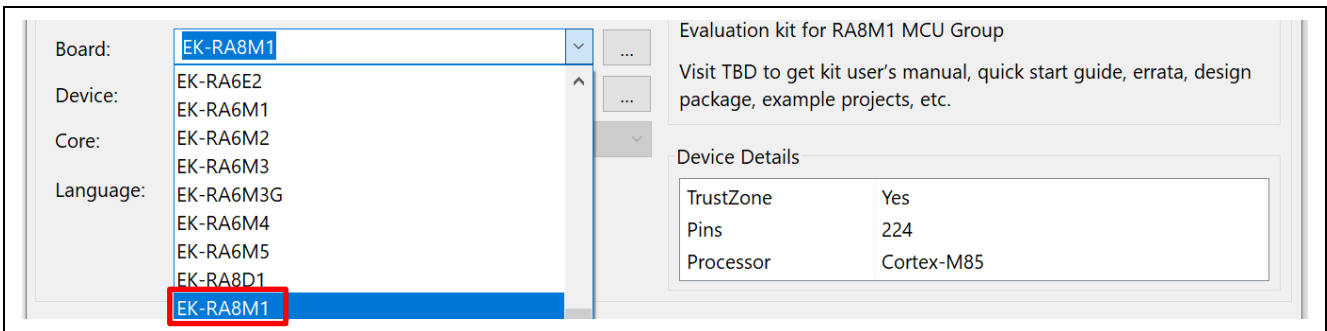 Board:
EK-RA8M1
...
EK-RA6E2
EK-RA6M1
EK-RA6M2
EK-RA6M3
EK-RA6M3G
EK-RA6M4
EK-RA6M5
EK-RA8D1
EK-RA8M1
Device:
...
Core:
Language:
Evaluation kit for RA8M1 MCU Group
Visit TBD to get kit user's manual, quick start guide, errata, design
package, example projects, etc.
Device Details
TrustZone Yes
Pins 224
Processor Cortex-M85